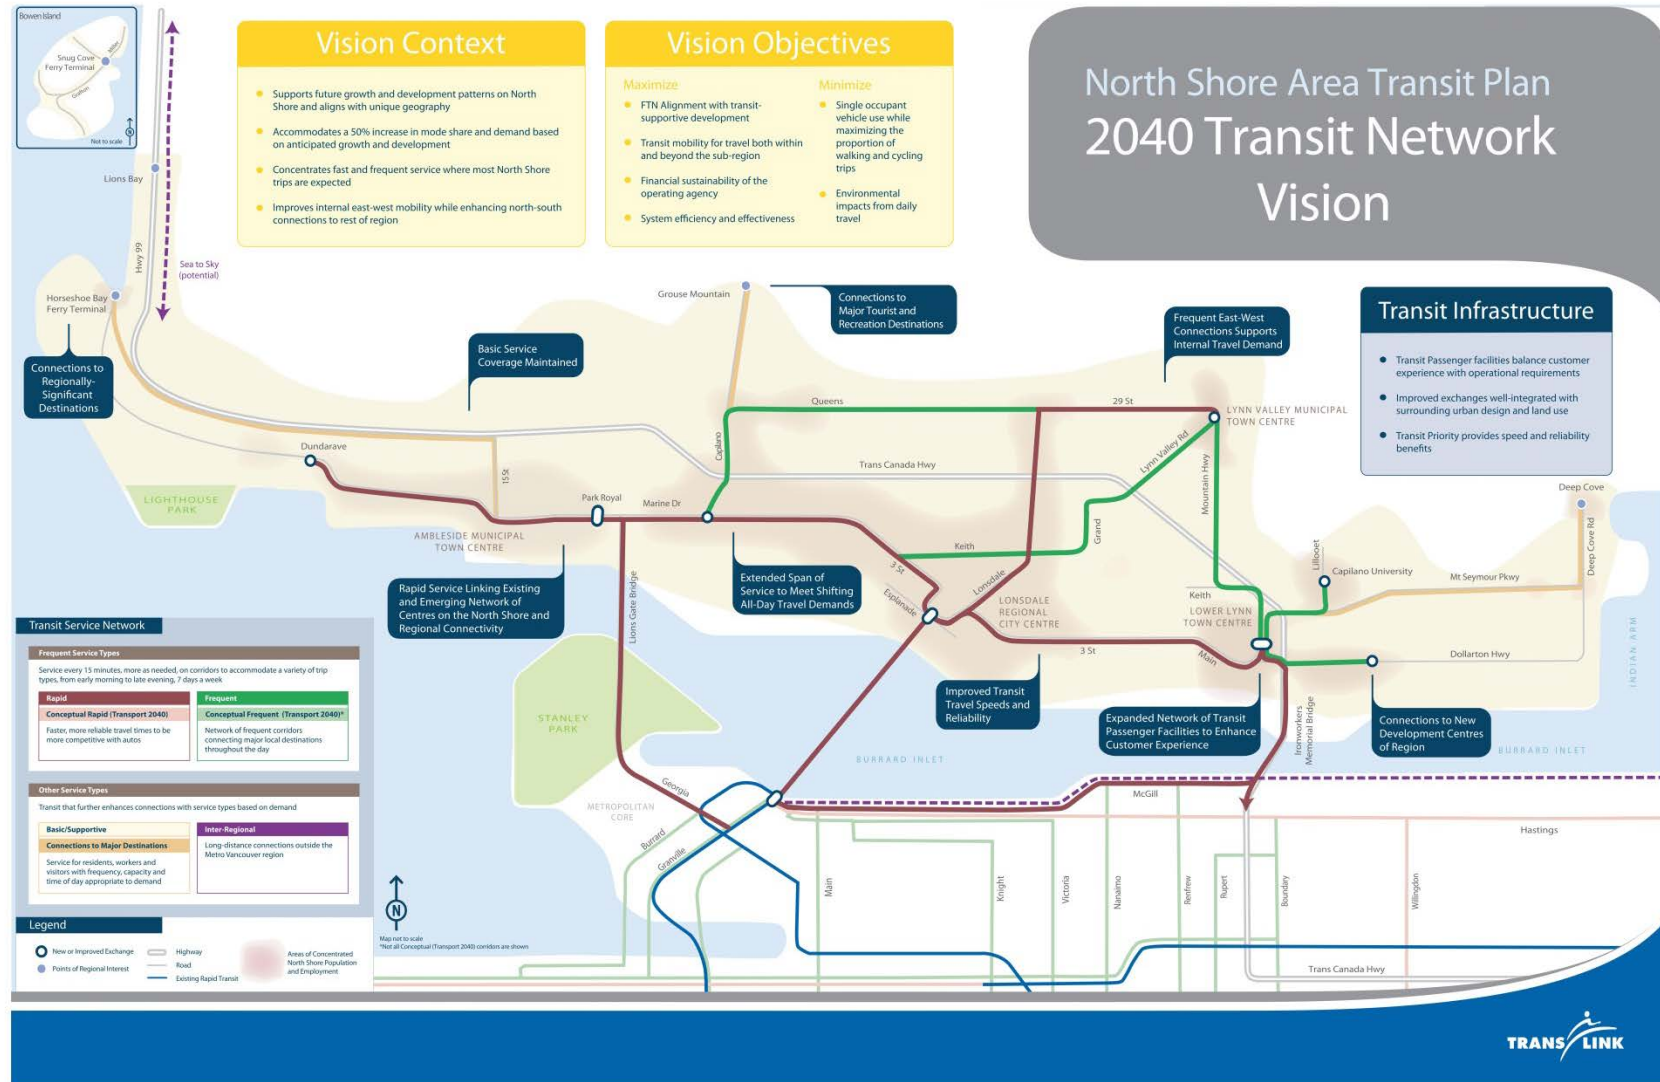 Bowen Island
Miller
Snug Cove
Ferry Terminal
Grafton
N
Not to scale
Vision Context
Supports future growth and development patterns on North
Shore and aligns with unique geography
Accommodates a 50% increase in mode share and demand based
on anticipated growth and development
Concentrates fast and frequent service where most North Shore
trips are expected
Improves internal east-west mobility while enhancing north-south
connections to rest of region
Vision Objectives
Maximize
FTN Alignment with transit-
supportive development
Transit mobility for travel both within
and beyond the sub-region
Financial sustainability of the
operating agency
System efficiency and effectiveness
Minimize
Single occupant
vehicle use while
maximizing the
proportion of
walking and cycling
trips
Environmental
impacts from daily
travel
North Shore Area Transit Plan
2040 Transit Network
Vision
Transit Infrastructure
Transit Passenger facilities balance customer
experience with operational requirements
Improved exchanges well-integrated with
surrounding urban design and land use
Transit Priority provides speed and reliability
benefits
Lions Bay
Hwy 99
Sea to Sky
(potential)
Horseshoe Bay
Ferry Terminal
Connections to
Regionally-
Significant
Destinations
Basic Service
Coverage Maintained
Grouse Mountain
Connections to
Major Tourist and
Recreation Destinations
Frequent East-West
Connections Supports
Internal Travel Demand
Queens
29 St
LYNN VALLEY MUNICIPAL
TOWN CENTRE
Capilano
Lynn Valley Rd
Mountain Hwy
Trans Canada Hwy
Dundarave
15 St
Park Royal
Marine Dr
LIGHTHOUSE
PARK
AMBLESIDE MUNICIPAL
TOWN CENTRE
Keith
Grand
3 St
Esplanade
Lonsdale
LONSDALE
REGIONAL
CITY CENTRE
Deep Cove
Deep Cove Rd
Lillooet
Capilano University
Mt Seymour Pkwy
Keith
LOWER LYNN
TOWN CENTRE
3 St
Main
Dollarton Hwy
INDIAN ARM
Rapid Service Linking Existing
and Emerging Network of
Centres on the North Shore and
Regional Connectivity
Lions Gate Bridge
Extended Span of
Service to Meet Shifting
All-Day Travel Demands
Improved Transit
Travel Speeds and
Reliability
Expanded Network of Transit
Passenger Facilities to Enhance
Customer Experience
Ironworkers
Memorial Bridge
Connections to New
Development Centres
of Region
STANLEY
PARK
BURRARD INLET
BURRARD INLET
METROPOLITAN
CORE
Georgia
Burrard
Granville
McGill
Hastings
Main
Knight
Victoria
Nanaimo
Renfrew
Rupert
Boundary
Willingdon
Trans Canada Hwy
Transit Service Network
Frequent Service Types
Service every 15 minutes, more as needed, on corridors to accommodate a variety of trip
types, from early morning to late evening, 7 days a week
Rapid
Conceptual Rapid (Transport 2040)
Faster, more reliable travel times to be
more competitive with autos
Frequent
Conceptual Frequent (Transport 2040)*
Network of frequent corridors
connecting major local destinations
throughout the day
Other Service Types
Transit that further enhances connections with service types based on demand
Basic/Supportive
Connections to Major Destinations
Service for residents, workers and
visitors with frequency, capacity and
time of day appropriate to demand
Inter-Regional
Long-distance connections outside the
Metro Vancouver region
Legend
New or Improved Exchange
Points of Regional Interest
Highway
Road
Existing Rapid Transit
Areas of Concentrated
North Shore Population
and Employment
N
Map not to scale
*Not all Conceptual (Transport 2040) corridors are shown
TRANS LINK